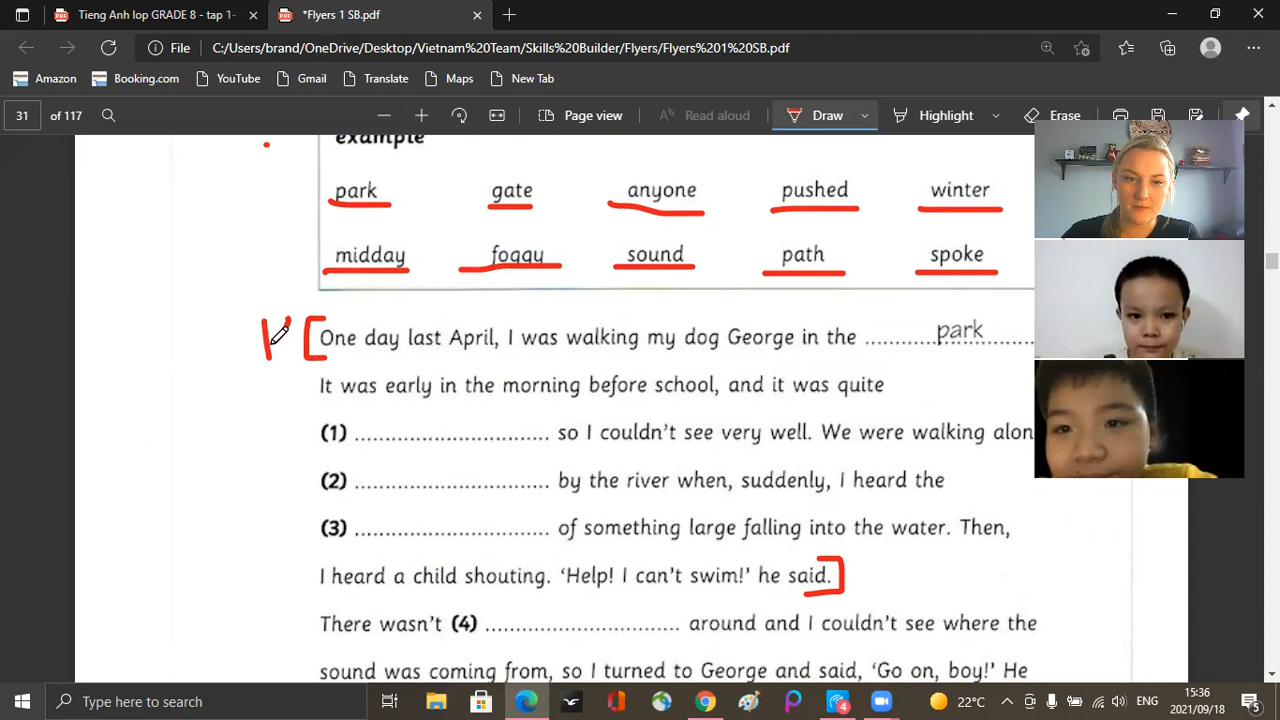 Tieng Anh lop GRADE 8 - tap 1-
*Flyers 1 SB.pdf
File C:/Users/brand/OneDrive/Desktop/Vietnam%20Team/Skills%20Builder/Flyers/Flyers%201%20SB.pdf
Amazon Booking.com YouTube Gmail Translate Maps New Tab
31 of 117 Page view Read aloud Draw Highlight Erase
example
park gate anyone pushed winter
midday foggy sound path spoke
One day last April, I was walking my dog George in the park
It was early in the morning before school, and it was quite
(1) so I couldn't see very well. We were walking alon
(2) by the river when, suddenly, I heard the
(3) of something large falling into the water. Then,
I heard a child shouting. 'Help! I can't swim!' he said.
There wasn't (4) around and I couldn't see where the
sound was coming from, so I turned to George and said, 'Go on, boy!' He
Type here to search
4
22°C
ENG
15:36
2021/09/18
5